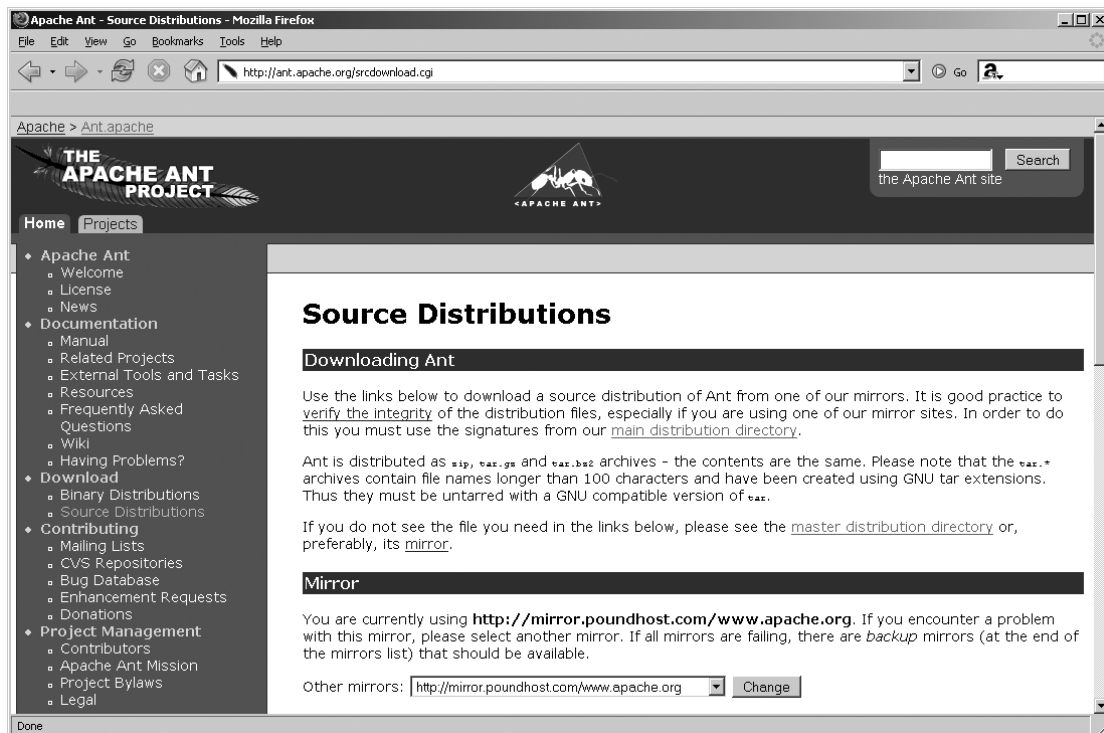 Apache Ant - Source Distributions - Mozilla Firefox
File Edit View Go Bookmarks Tools Help
http://ant.apache.org/srcdownload.cgi Go a.
Apache > Ant.apache
THE
APACHE ANT
PROJECT
<APACHE ANT>
Search
the Apache Ant site
Home Projects
Apache Ant
Welcome
License
News
Documentation
Manual
Related Projects
External Tools and Tasks
Resources
Frequently Asked
Questions
Wiki
Having Problems?
Download
Binary Distributions
Source Distributions
Contributing
Mailing Lists
CVS Repositories
Bug Database
Enhancement Requests
Donations
Project Management
Contributors
Apache Ant Mission
Project Bylaws
Legal
Source Distributions
Downloading Ant
Use the links below to download a source distribution of Ant from one of our mirrors. It is good practice to
verify the integrity of the distribution files, especially if you are using one of our mirror sites. In order to do
this you must use the signatures from our main distribution directory.
Ant is distributed as zip, tar.gz and tar.bz2 archives - the contents are the same. Please note that the tar.*
archives contain file names longer than 100 characters and have been created using GNU tar extensions.
Thus they must be untarred with a GNU compatible version of tar.
If you do not see the file you need in the links below, please see the master distribution directory or,
preferably, its mirror.
Mirror
You are currently using http://mirror.poundhost.com/www.apache.org. If you encounter a problem
with this mirror, please select another mirror. If all mirrors are failing, there are backup mirrors (at the end of
the mirrors list) that should be available.
Other mirrors: http://mirror.poundhost.com/www.apache.org Change
Done